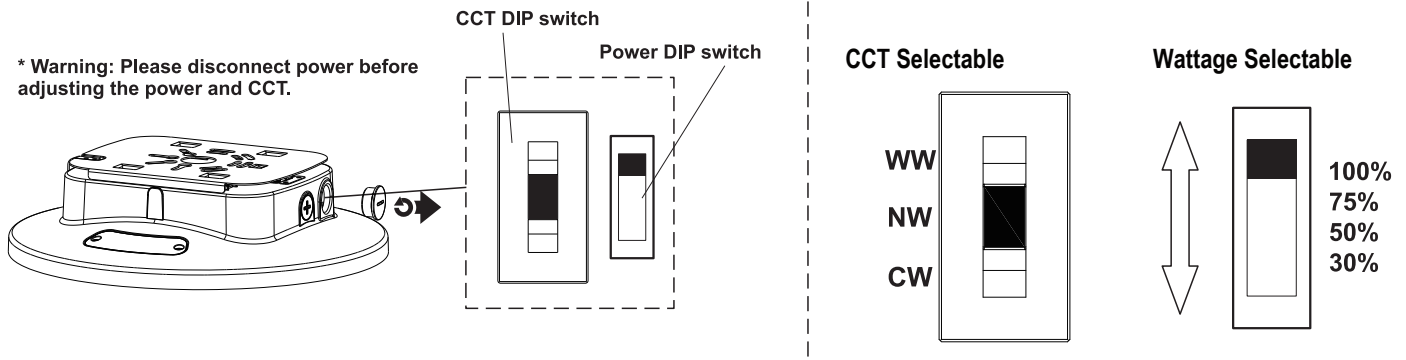 CCT DIP switch
Power DIP switch
* Warning: Please disconnect power before
adjusting the power and CCT.
CCT Selectable
WW
NW
CW
Wattage Selectable
100%
75%
50%
30%